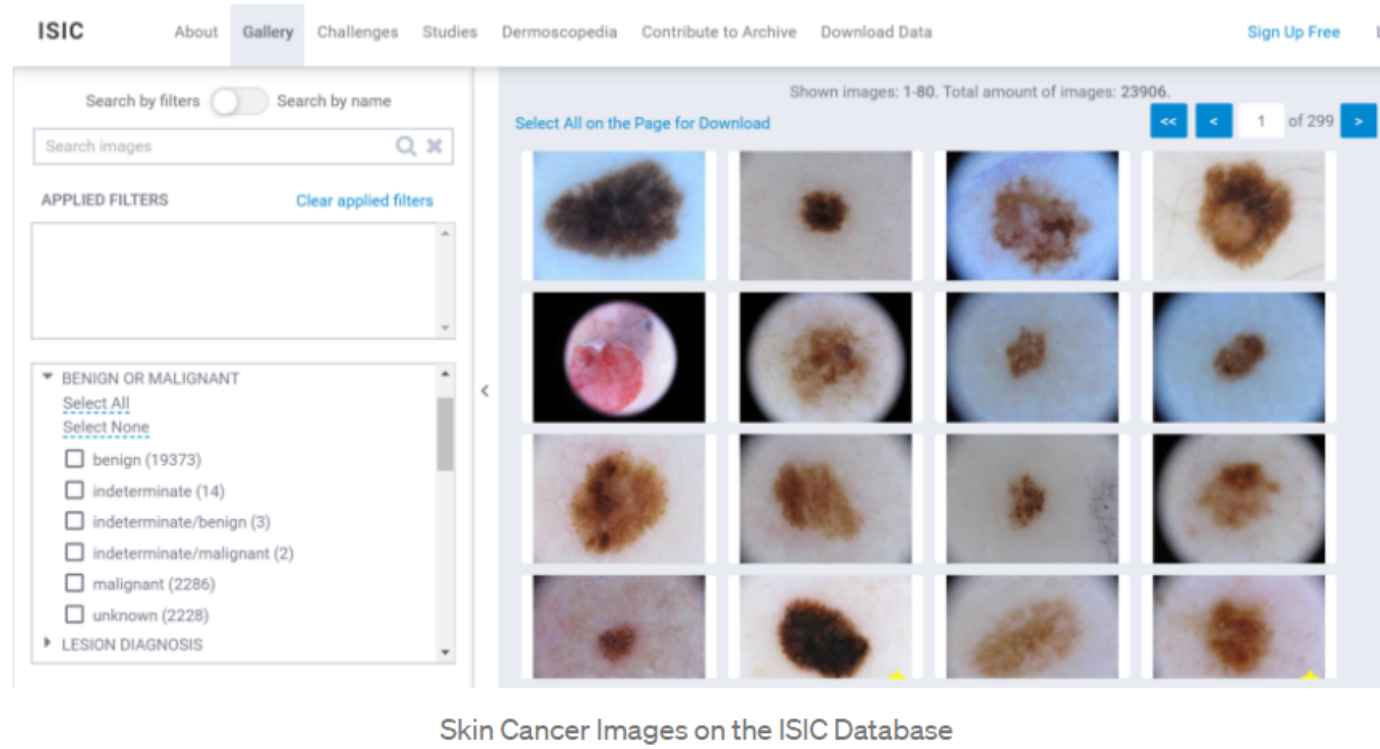 ISIC About Gallery Challenges Studies Dermoscopedia Contribute to Archive Download Data Sign Up Free
Search by filters Search by name
Search images
APPLIED FILTERS Clear applied filters
BENIGN OR MALIGNANT
Select All
Select None
benign (19373)
indeterminate (14)
indeterminate/benign (3)
indeterminate/malignant (2)
malignant (2286)
unknown (2228)
LESION DIAGNOSIS
Shown images: 1-80. Total amount of images: 23906.
Select All on the Page for Download
<< < 1 of 299 >
Skin Cancer Images on the ISIC Database